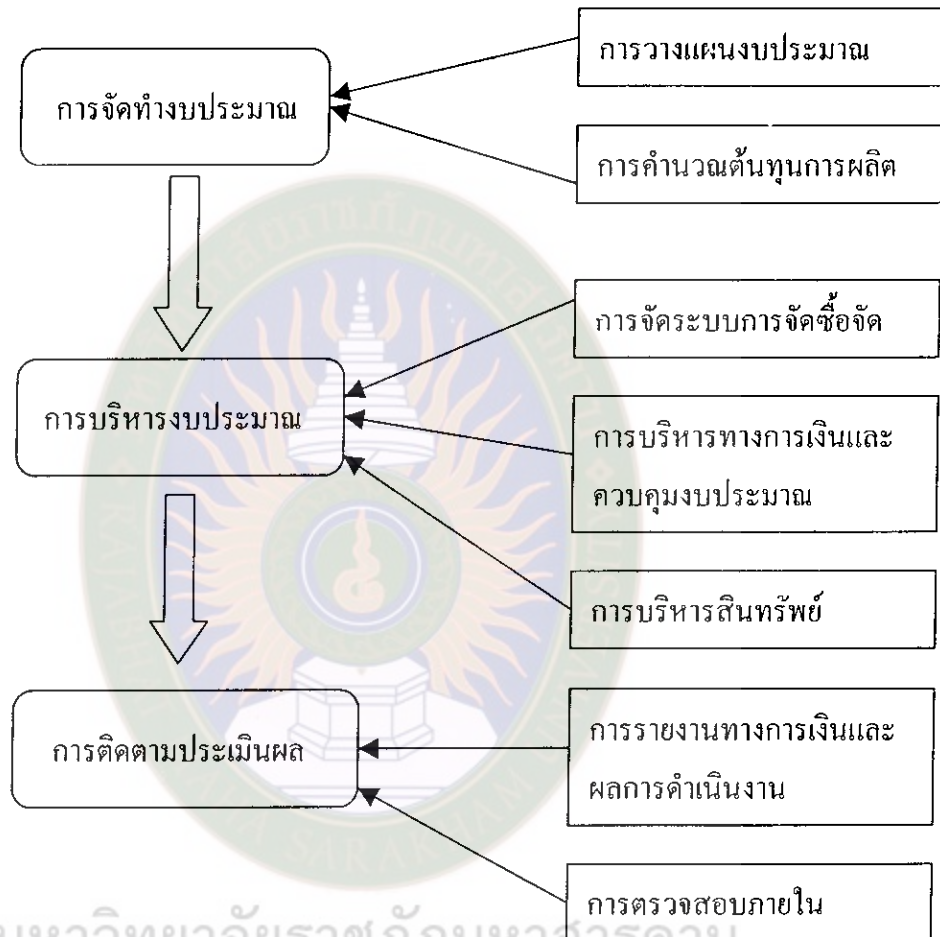 การวางแผนงบประมาณ
การจัดทำงบประมาณ
การคำนวณต้นทุนการผลิต
การจัดระบบการจัดซื้อจัด
การบริหารงบประมาณ
การบริหารทางการเงินและ
ควบคุมงบประมาณ
การบริหารสินทรัพย์
การติดตามประเมินผล
การรายงานทางการเงินและ
ผลการดำเนินงาน
การตรวจสอบภายใน